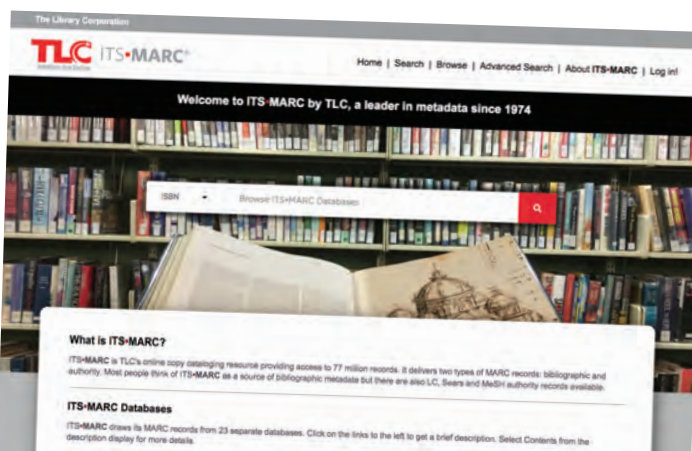 The Library Corporation
TLC ITS•MARC®
Solutions that Deliver
Home | Search | Browse | Advanced Search | About ITS•MARC | Log in!
Welcome to ITS•MARC by TLC, a leader in metadata since 1974
ISBN Browse ITS•MARC Databases
What is ITS•MARC?
ITS•MARC is TLC's online copy cataloging resource providing access to 77 million records. It delivers two types of MARC records: bibliographic and
authority. Most people think of ITS•MARC as a source of bibliographic metadata but there are also LC, Sears and MeSH authority records available.
ITS•MARC Databases
ITS•MARC draws its MARC records from 23 separate databases. Click on the links to the left to get a brief description. Select Contents from the
description display for more details.